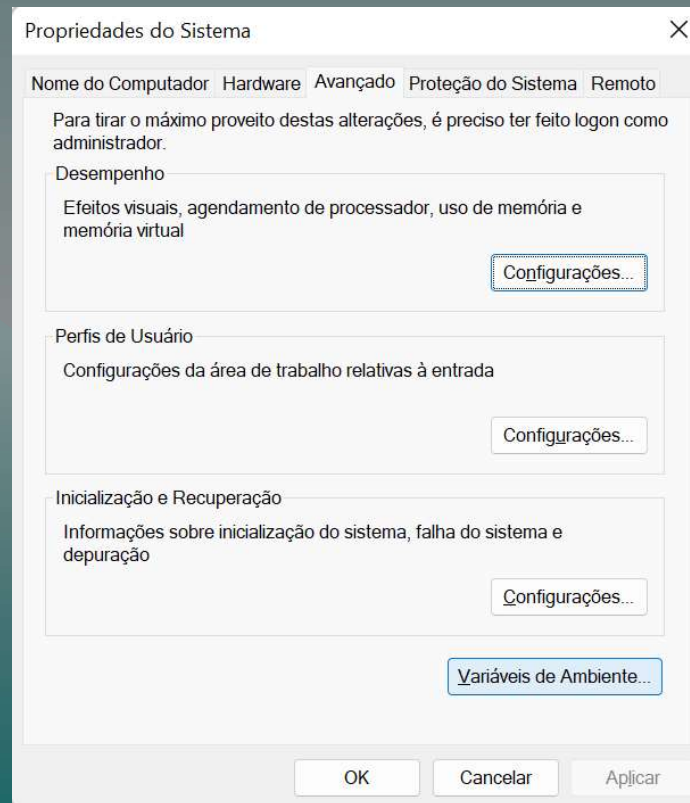 Propriedades do Sistema
Nome do Computador Hardware Avançado Proteção do Sistema Remoto
Para tirar o máximo proveito destas alterações, é preciso ter feito logon como
administrador.
Desempenho
Efeitos visuais, agendamento de processador, uso de memória e
memória virtual
Configurações...
Perfis de Usuário
Configurações da área de trabalho relativas à entrada
Configurações...
Inicialização e Recuperação
Informações sobre inicialização do sistema, falha do sistema e
depuração
Configurações...
Variáveis de Ambiente...
OK Cancelar Aplicar